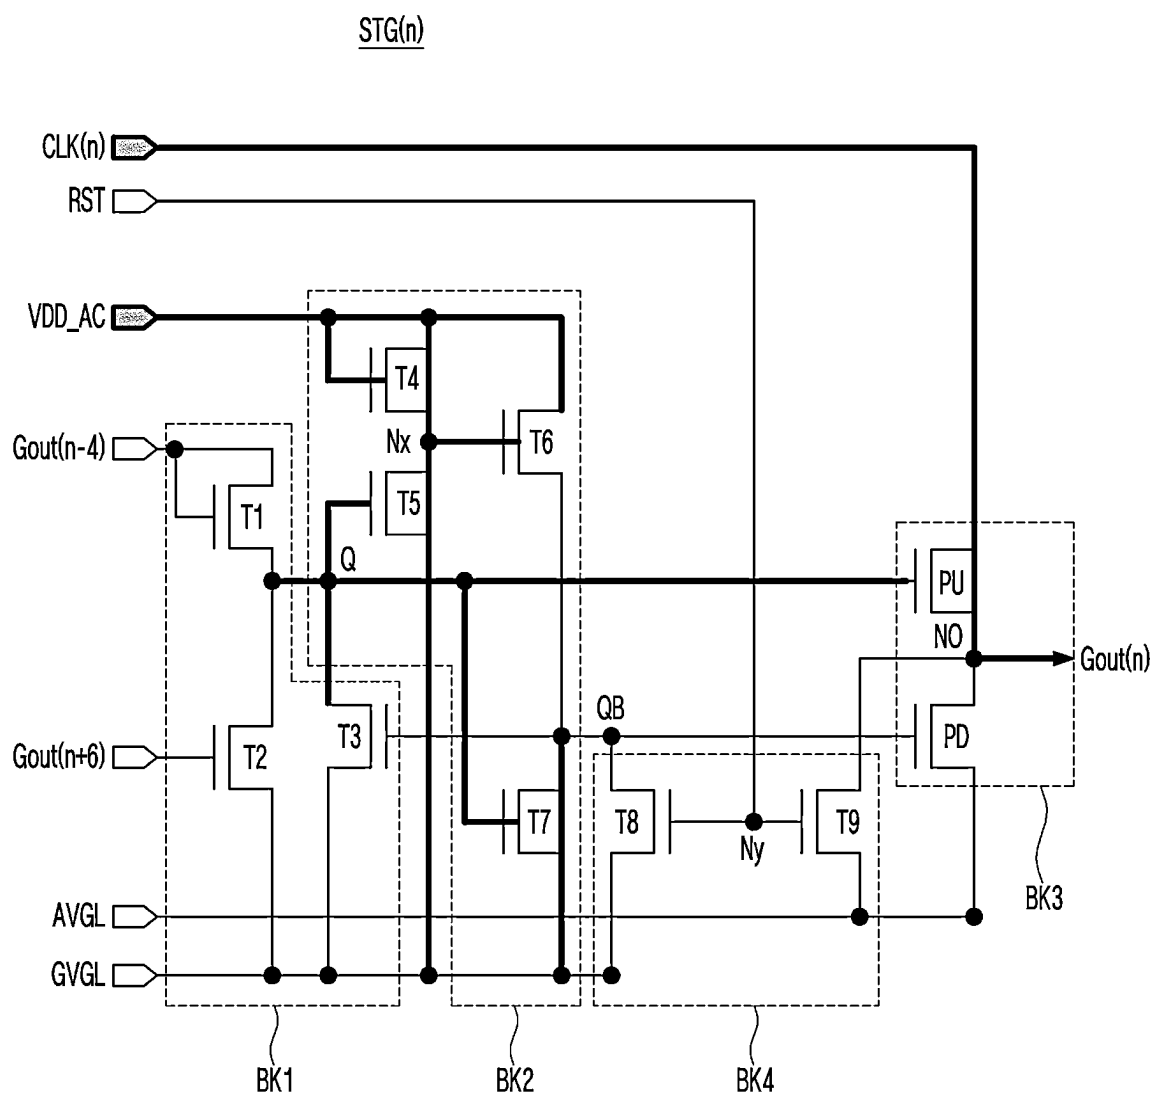 STG(n)
CLK(n)
RST
VDD_AC
T4
Gout(n-4)
Nx
T6
T1
T5
Q
PU
NO
Gout(n)
QB
T3
PD
Gout(n+6)
T2
T7
T8
T9
Ny
BK3
AVGL
GVGL
BK1
BK2
BK4